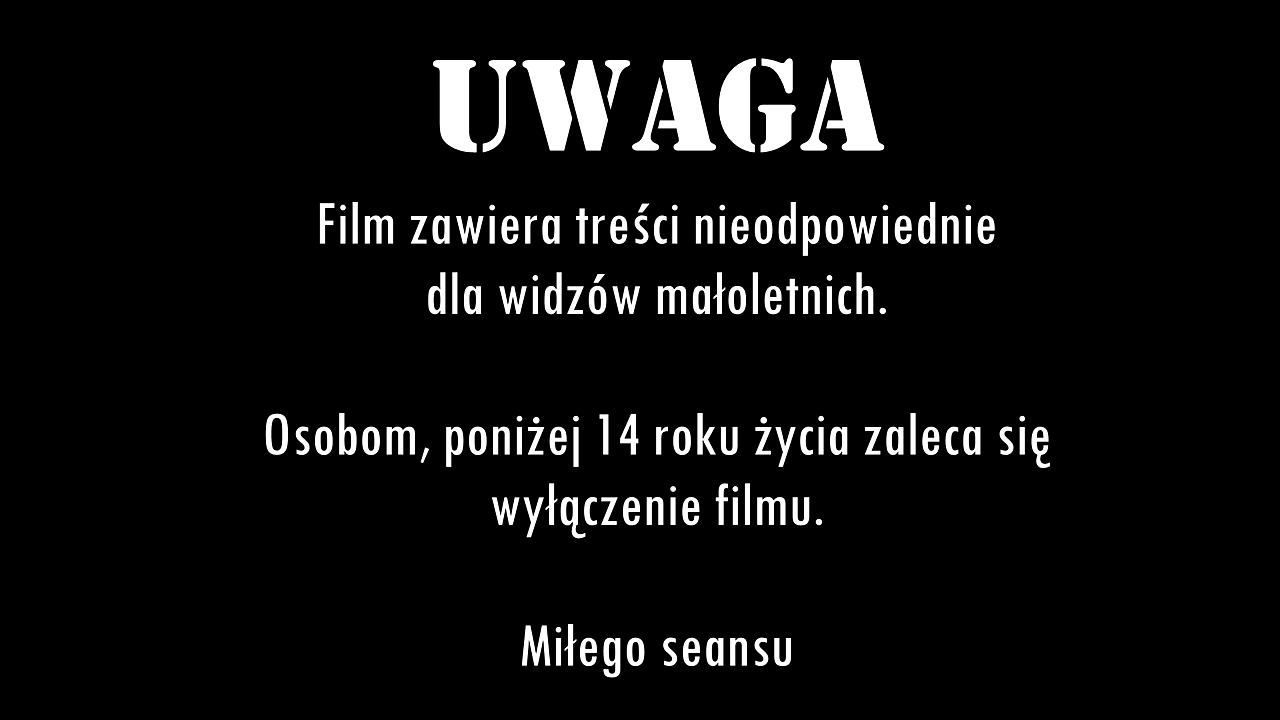 UWAGA
Film zawiera treści nieodpowiednie
dla widzów małoletnich.
Osobom, poniżej 14 roku życia zaleca się
wyłączenie filmu.
Miłego seansu